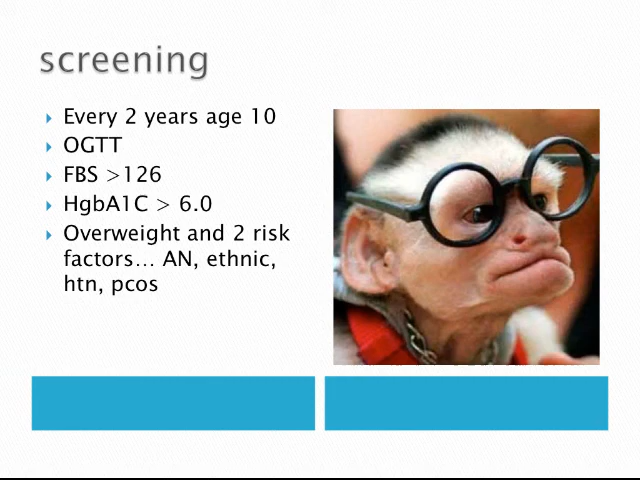 screening
Every 2 years age 10
OGTT
FBS >126
HgbA1C > 6.0
Overweight and 2 risk
factors… AN, ethnic,
htn, pcos